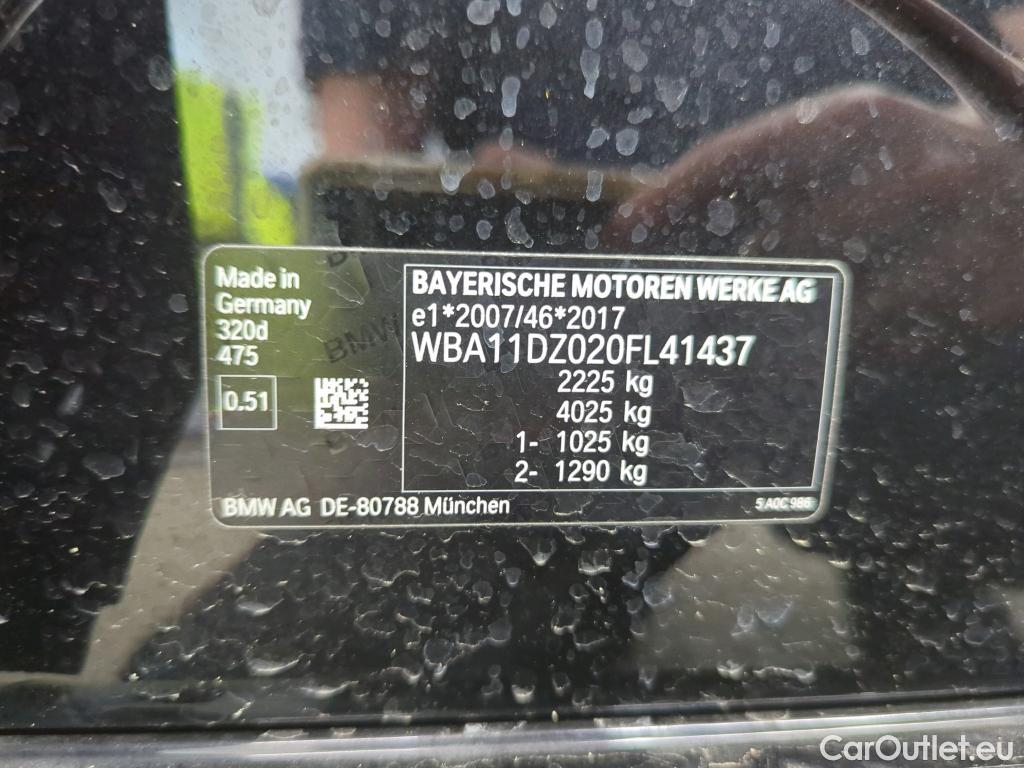 Made in
Germany
320d
475
0.51
BAYERISCHE MOTOREN WERKE AG
e1*2007/46*2017
WBA11DZ020FL41437
2225 kg
4025 kg
1- 1025 kg
2- 1290 kg
BMW AG DE-80788 München
5 A0C 986
CarOutlet.eu